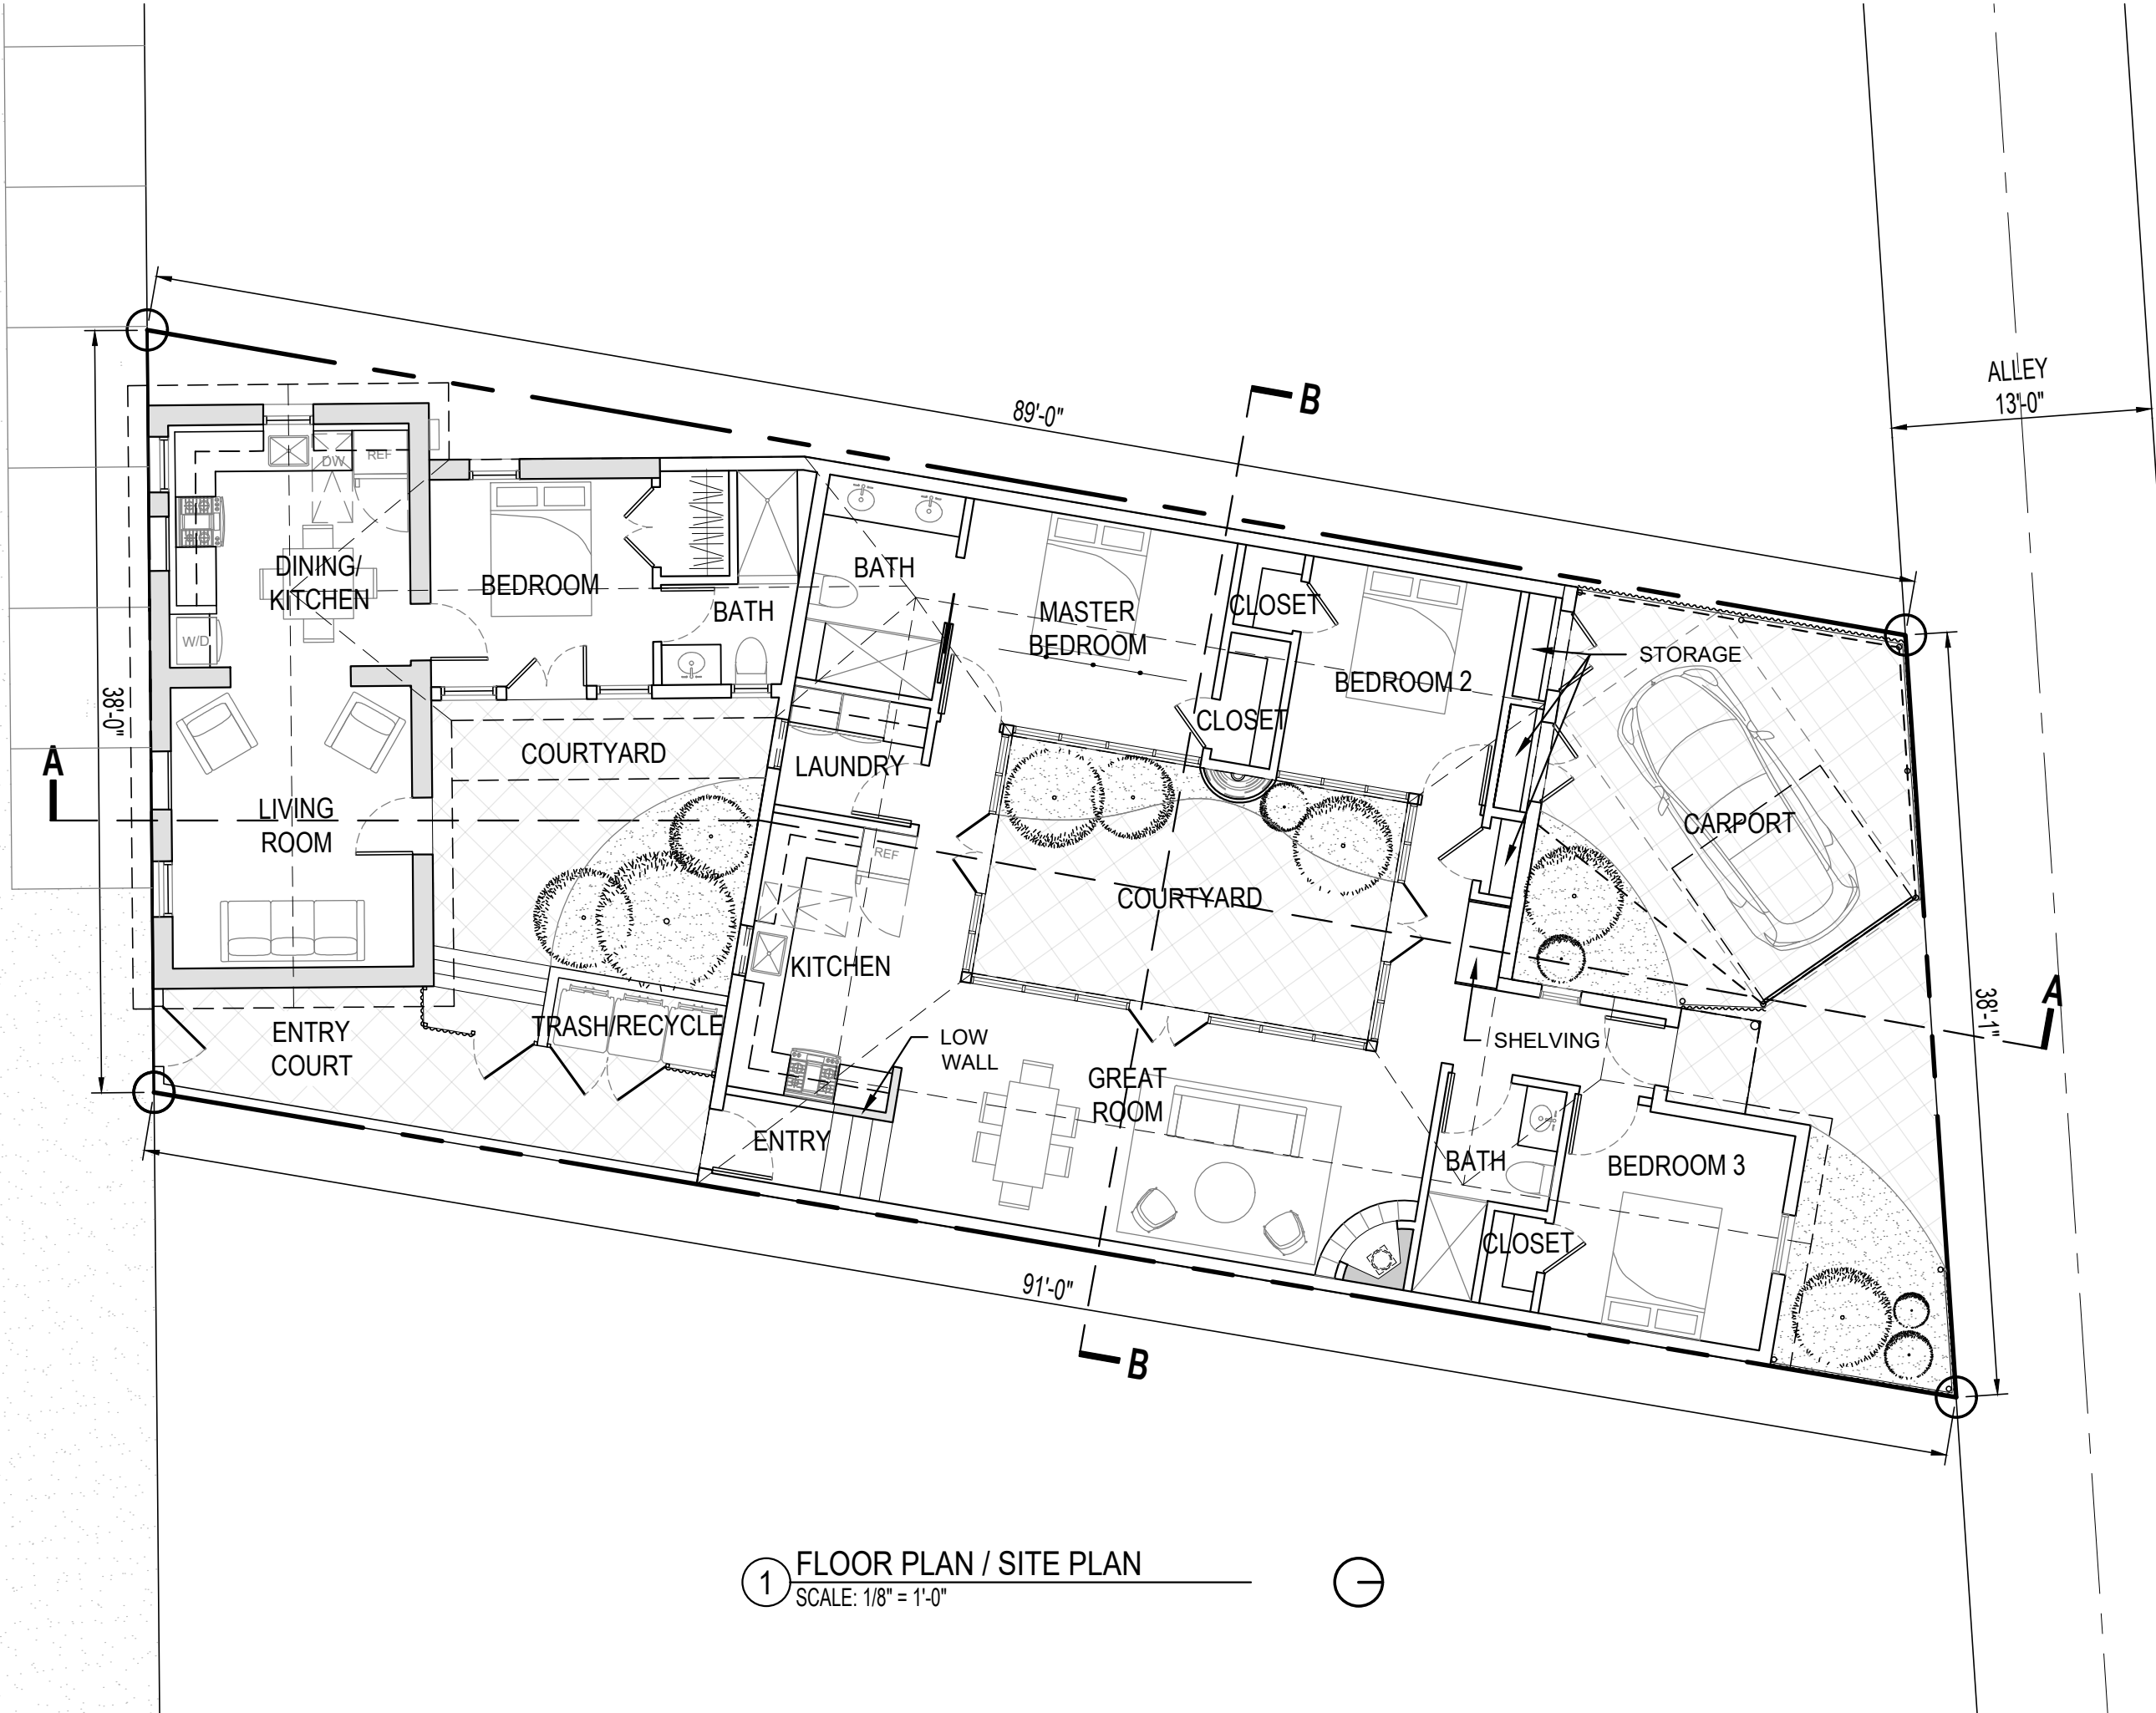 ALLEY
13'-0"
89'-0"
B
DW
REF
DINING/
KITCHEN
BEDROOM
BATH
W/D
BATH
MASTER
BEDROOM
CLOSET
CLOSET
BEDROOM 2
STORAGE
38'-0"
A
COURTYARD
LAUNDRY
LIVING
ROOM
CARPORT
REF
COURTYARD
KITCHEN
ENTRY
COURT
TRASH/RECYCLE
LOW
WALL
SHELVING
GREAT
ROOM
A
38'-1"
ENTRY
BATH
BEDROOM 3
CLOSET
91'-0"
B
1
FLOOR PLAN / SITE PLAN
SCALE: 1/8" = 1'-0"